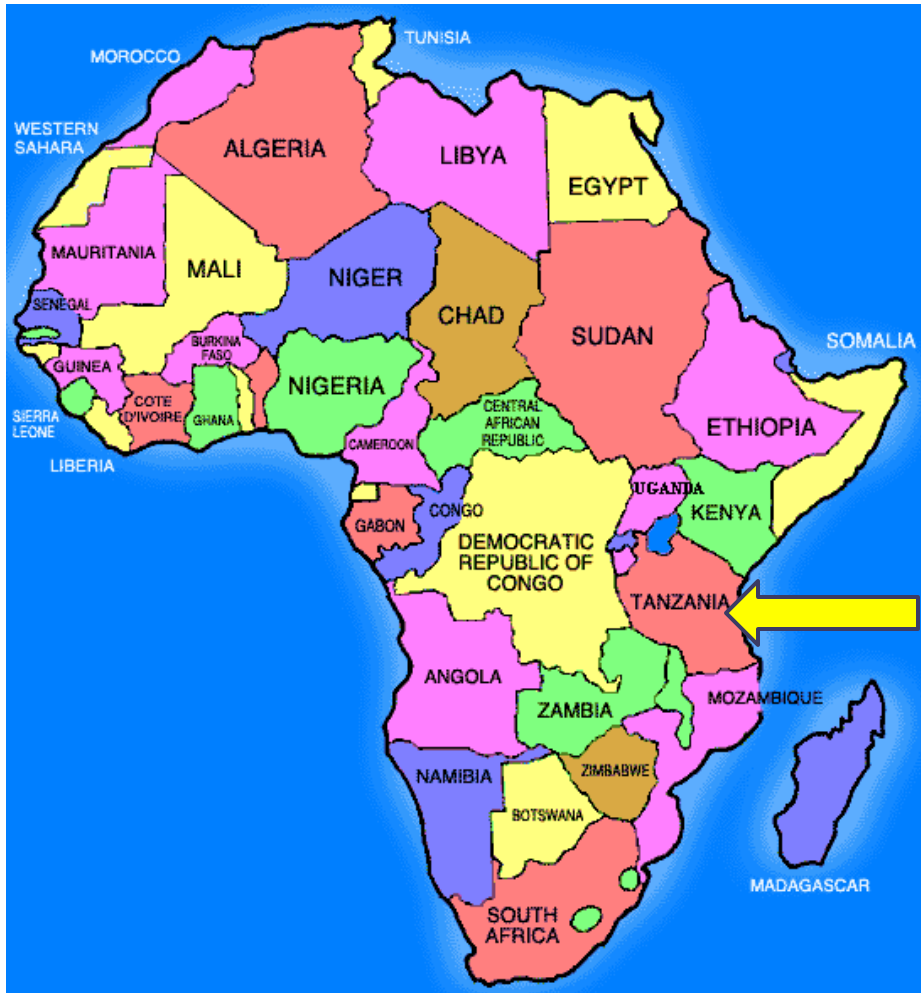 TUNISIA
MOROCCO
WESTERN
SAHARA
ALGERIA
LIBYA
EGYPT
MAURITANIA
MALI
NIGER
CHAD
SUDAN
SENEGAL
BURKINA
FASO
SOMALIA
GUINEA
NIGERIA
COTE
D'IVOIRE
GHANA
CENTRAL
AFRICAN
REPUBLIC
SIERRA
LEONE
ETHIOPIA
CAMEROON
LIBERIA
UGANDA
KENYA
CONGO
GABON
DEMOCRATIC
REPUBLIC OF
CONGO
TANZANIA
ANGOLA
MOZAMBIQUE
ZAMBIA
NAMIBIA
ZIMBABWE
BOTSWANA
MADAGASCAR
SOUTH
AFRICA